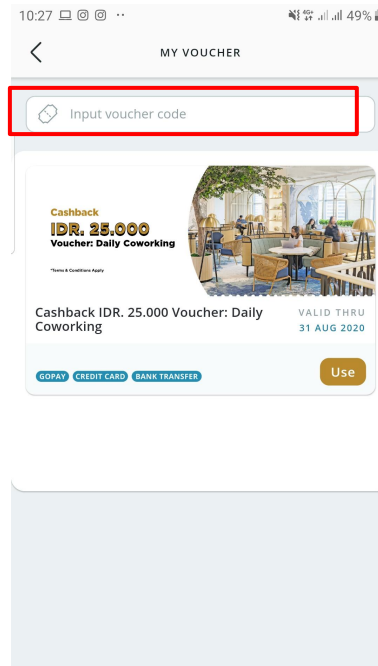 10:27
4G+ 49%
MY VOUCHER
Input voucher code
Cashback
IDR. 25.000
Voucher: Daily Coworking
*Terms & Conditions Apply
Cashback IDR. 25.000 Voucher: Daily Coworking
VALID THRU
31 AUG 2020
GOPAY CREDIT CARD BANK TRANSFER
Use